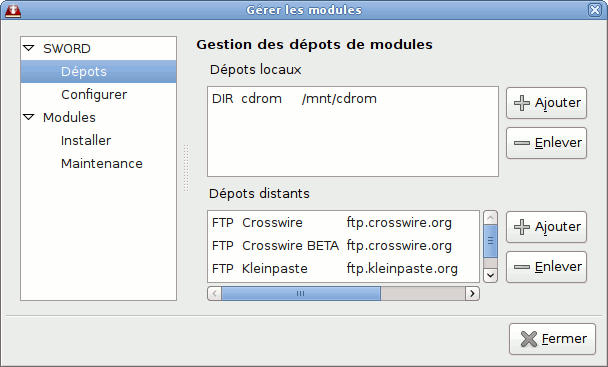 Gérer les modules
SWORD
Dépots
Configurer
Modules
Installer
Maintenance
Gestion des dépots de modules
Dépots locaux
DIR cdrom /mnt/cdrom
Ajouter
Enlever
Dépots distants
FTP Crosswire ftp.crosswire.org
FTP Crosswire BETA ftp.crosswire.org
FTP Kleinpaste ftp.kleinpaste.org
Ajouter
Enlever
Fermer